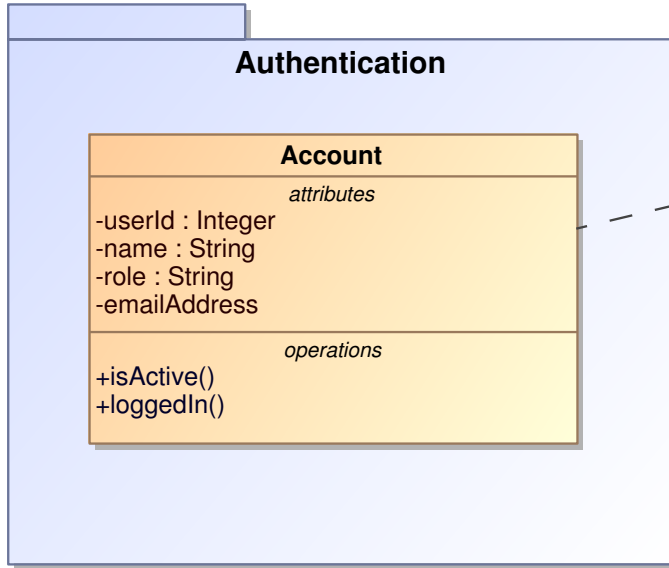 Authentication
Account
attributes
-userId : Integer
-name : String
-role : String
-emailAddress
operations
+isActive()
+loggedIn()